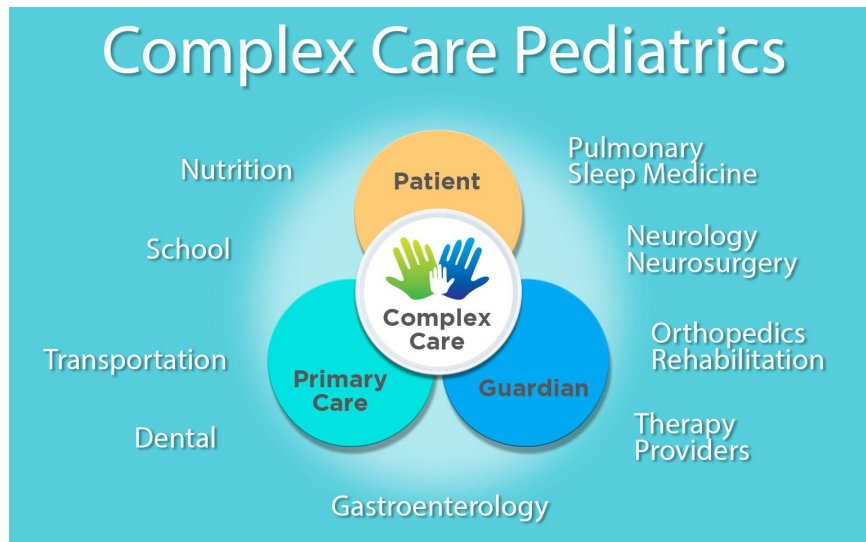 Complex Care Pediatrics
Nutrition
School
Transportation
Dental
Patient
Complex
Care
Primary
Care
Guardian
Pulmonary
Sleep Medicine
Neurology
Neurosurgery
Orthopedics
Rehabilitation
Therapy
Providers
Gastroenterology